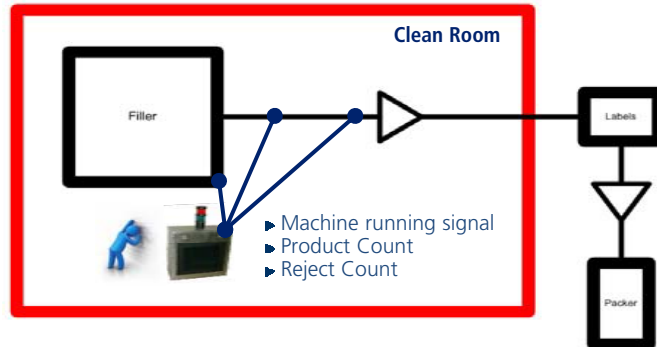 Clean Room
Filler
Labels
Machine running signal
Product Count
Reject Count
Packer